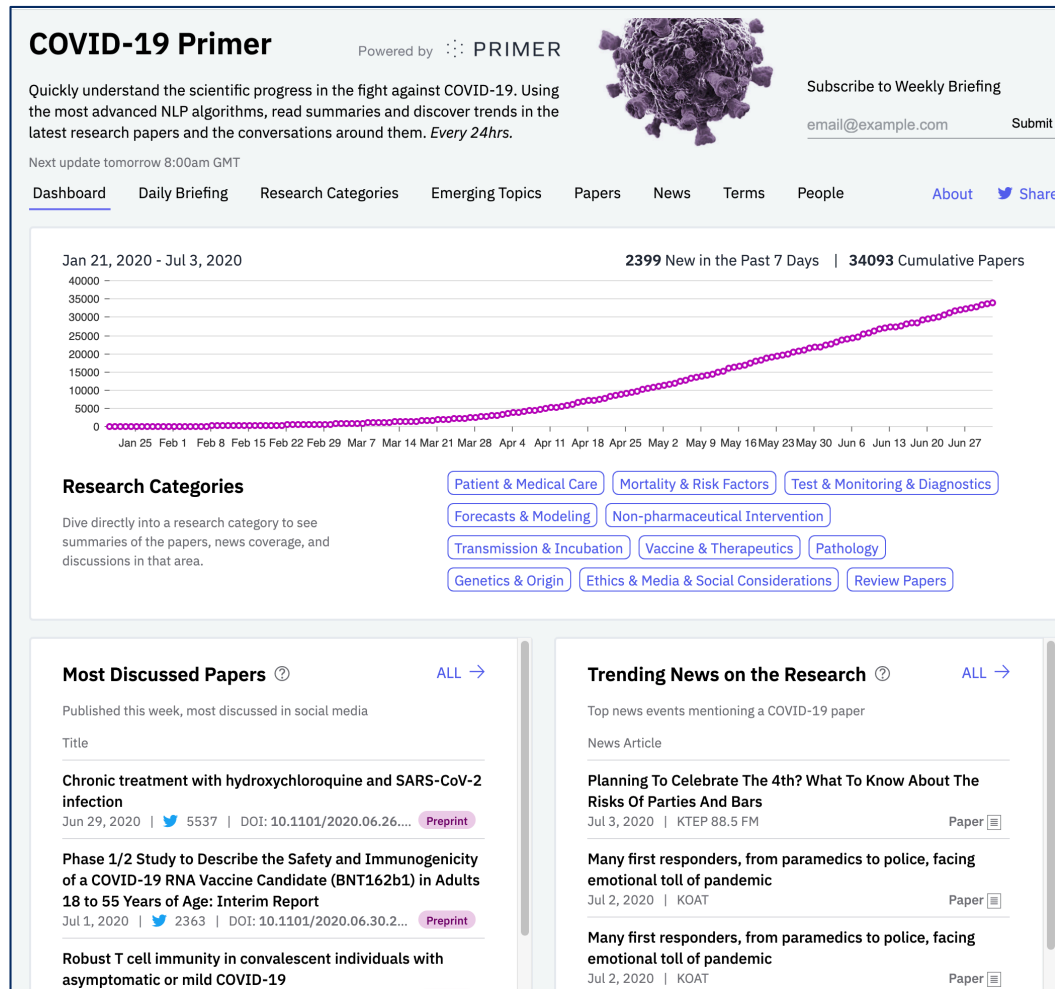 COVID-19 Primer
Powered by PRIMER
Quickly understand the scientific progress in the fight against COVID-19. Using
the most advanced NLP algorithms, read summaries and discover trends in the
latest research papers and the conversations around them. Every 24hrs.
Next update tomorrow 8:00am GMT
Subscribe to Weekly Briefing
email@example.com Submit
Dashboard Daily Briefing Research Categories Emerging Topics Papers News Terms People About Share
Jan 21, 2020 - Jul 3, 2020 2399 New in the Past 7 Days | 34093 Cumulative Papers
40000
35000
30000
25000
20000
15000
10000
5000
0
Jan 25 Feb 1 Feb 8 Feb 15 Feb 22 Feb 29 Mar 7 Mar 14 Mar 21 Mar 28 Apr 4 Apr 11 Apr 18 Apr 25 May 2 May 9 May 16 May 23 May 30 Jun 6 Jun 13 Jun 20 Jun 27
Research Categories
Dive directly into a research category to see
summaries of the papers, news coverage, and
discussions in that area.
Patient & Medical Care Mortality & Risk Factors Test & Monitoring & Diagnostics
Forecasts & Modeling Non-pharmaceutical Intervention
Transmission & Incubation Vaccine & Therapeutics Pathology
Genetics & Origin Ethics & Media & Social Considerations Review Papers
Most Discussed Papers ? ALL →
Published this week, most discussed in social media
Title
Chronic treatment with hydroxychloroquine and SARS-CoV-2
infection
Jun 29, 2020 | 5537 | DOI: 10.1101/2020.06.26.... Preprint
Phase 1/2 Study to Describe the Safety and Immunogenicity
of a COVID-19 RNA Vaccine Candidate (BNT162b1) in Adults
18 to 55 Years of Age: Interim Report
Jul 1, 2020 | 2363 | DOI: 10.1101/2020.06.30.2... Preprint
Robust T cell immunity in convalescent individuals with
asymptomatic or mild COVID-19
Trending News on the Research ? ALL →
Top news events mentioning a COVID-19 paper
News Article
Planning To Celebrate The 4th? What To Know About The
Risks Of Parties And Bars
Jul 3, 2020 | KTEP 88.5 FM Paper
Many first responders, from paramedics to police, facing
emotional toll of pandemic
Jul 2, 2020 | KOAT Paper
Many first responders, from paramedics to police, facing
emotional toll of pandemic
Jul 2, 2020 | KOAT Paper